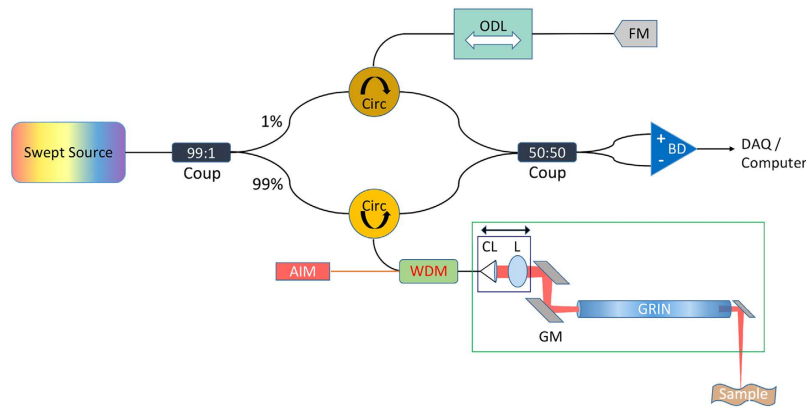 ODL
FM
Circ
1%
Swept Source
99:1
Coup
50:50
Coup
+
-
BD
DAQ /
Computer
99%
Circ
CL
L
AIM
WDM
GRIN
GM
Sample